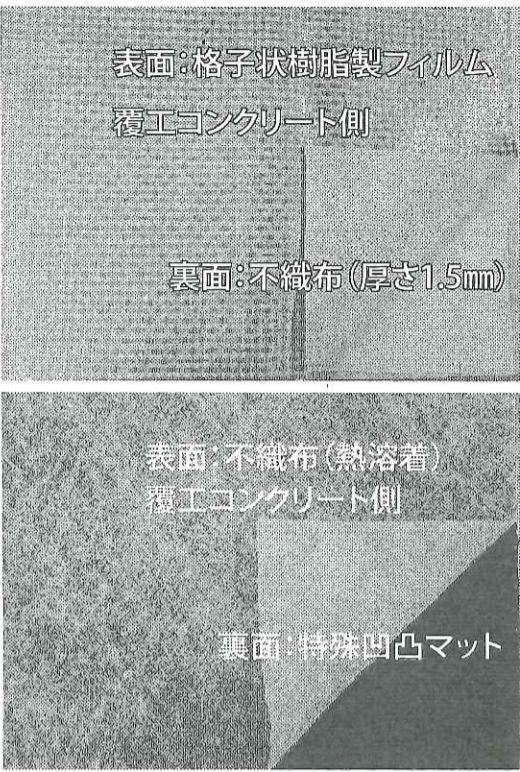 表面：格子状樹脂製フィルム
覆工コンクリート側
裏面：不織布（厚さ1.5㎜）
表面：不織布（熱溶着）
覆工コンクリート側
裏面：特殊凹凸マット